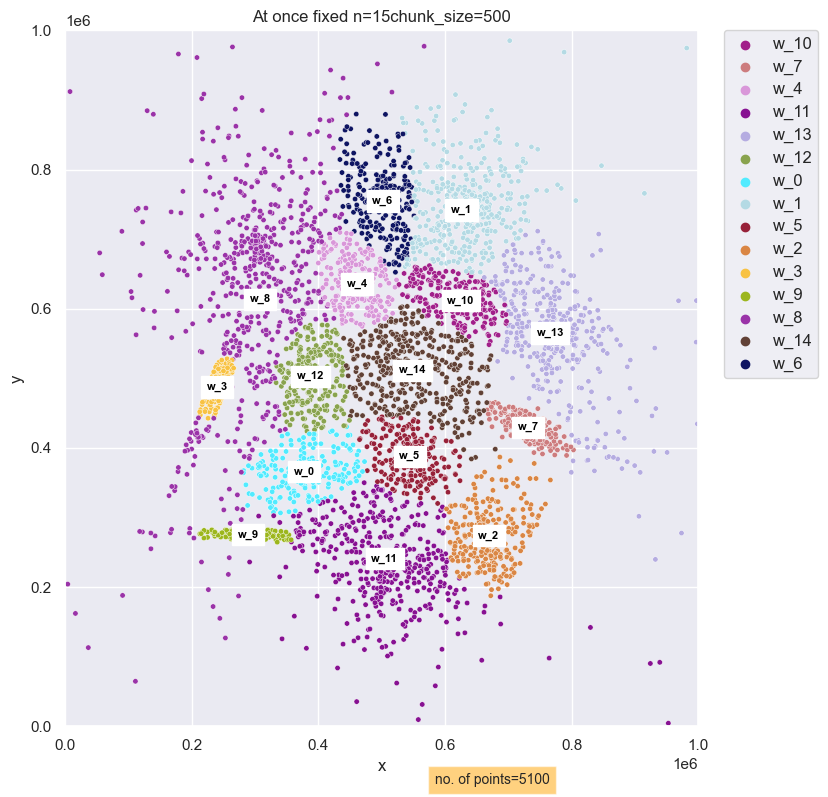 At once fixed n=15chunk_size=500
1e6
1.0
0.8
0.6
0.4
0.2
0.0
y
w_6
w_1
w_4
w_8
w_10
w_13
w_14
w_12
w_3
w_7
w_5
w_0
w_9
w_2
w_11
0.0
0.2
0.4
0.6
0.8
1.0
x
1e6
no. of points=5100
w_10
w_7
w_4
w_11
w_13
w_12
w_0
w_1
w_5
w_2
w_3
w_9
w_8
w_14
w_6